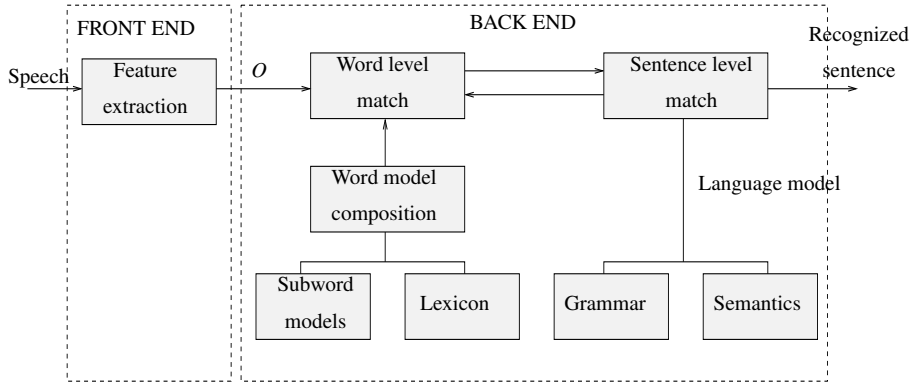 FRONT END
BACK END
Speech
Feature
extraction
O
Word level
match
Sentence level
match
Recognized
sentence
Word model
composition
Language model
Subword
models
Lexicon
Grammar
Semantics